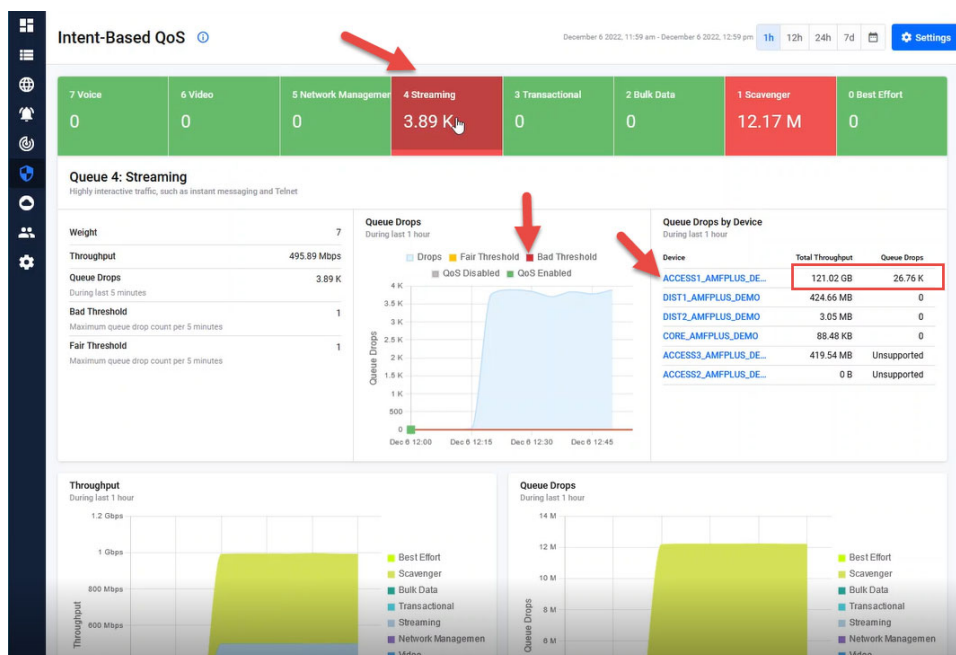 Intent-Based QoS
December 6 2022, 11:59 am - December 6 2022, 12:59 pm 1h 12h 24h 7d Settings
7 Voice 6 Video 5 Network Managemen 4 Streaming 3 Transactional 2 Bulk Data 1 Scavenger 0 Best Effort
0 0 0 3.89 K 0 0 12.17 M 0
Queue 4: Streaming
Highly interactive traffic, such as instant messaging and Telnet
Weight 7
Throughput 495.89 Mbps
Queue Drops 3.89 K
During last 5 minutes
Bad Threshold 1
Maximum queue drop count per 5 minutes
Fair Threshold 1
Maximum queue drop count per 5 minutes
Queue Drops
During last 1 hour
Drops Fair Threshold Bad Threshold
QoS Disabled QoS Enabled
4 K
3.5 K
3 K
2.5 K
2 K
1.5 K
1 K
500
0
Queue Drops
Dec 6 12:00 Dec 6 12:15 Dec 6 12:30 Dec 6 12:45
Queue Drops by Device
During last 1 hour
Device Total Throughput Queue Drops
ACCESS1_AMFPLUS_DE... 121.02 GB 26.76 K
DIST1_AMFPLUS_DEMO 424.66 MB 0
DIST2_AMFPLUS_DEMO 3.05 MB 0
CORE_AMFPLUS_DEMO 88.48 KB 0
ACCESS3_AMFPLUS_DE... 419.54 MB Unsupported
ACCESS2_AMFPLUS_DE... 0 B Unsupported
Throughput
During last 1 hour
1.2 Gbps
1 Gbps
800 Mbps
600 Mbps
Throughput
Best Effort
Scavenger
Bulk Data
Transactional
Streaming
Network Managemen
Video
Queue Drops
During last 1 hour
14 M
12 M
10 M
8 M
6 M
Queue Drops
Best Effort
Scavenger
Bulk Data
Transactional
Streaming
Network Managemen
Video